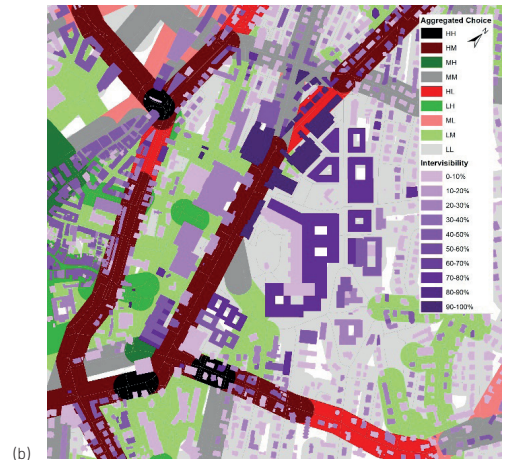 Aggregated Choice
N
HH
HM
MH
MM
HL
LH
ML
LM
LL
Intervisibility
0-10%
10-20%
20-30%
30-40%
40-50%
50-60%
60-70%
70-80%
80-90%
90-100%
(b)